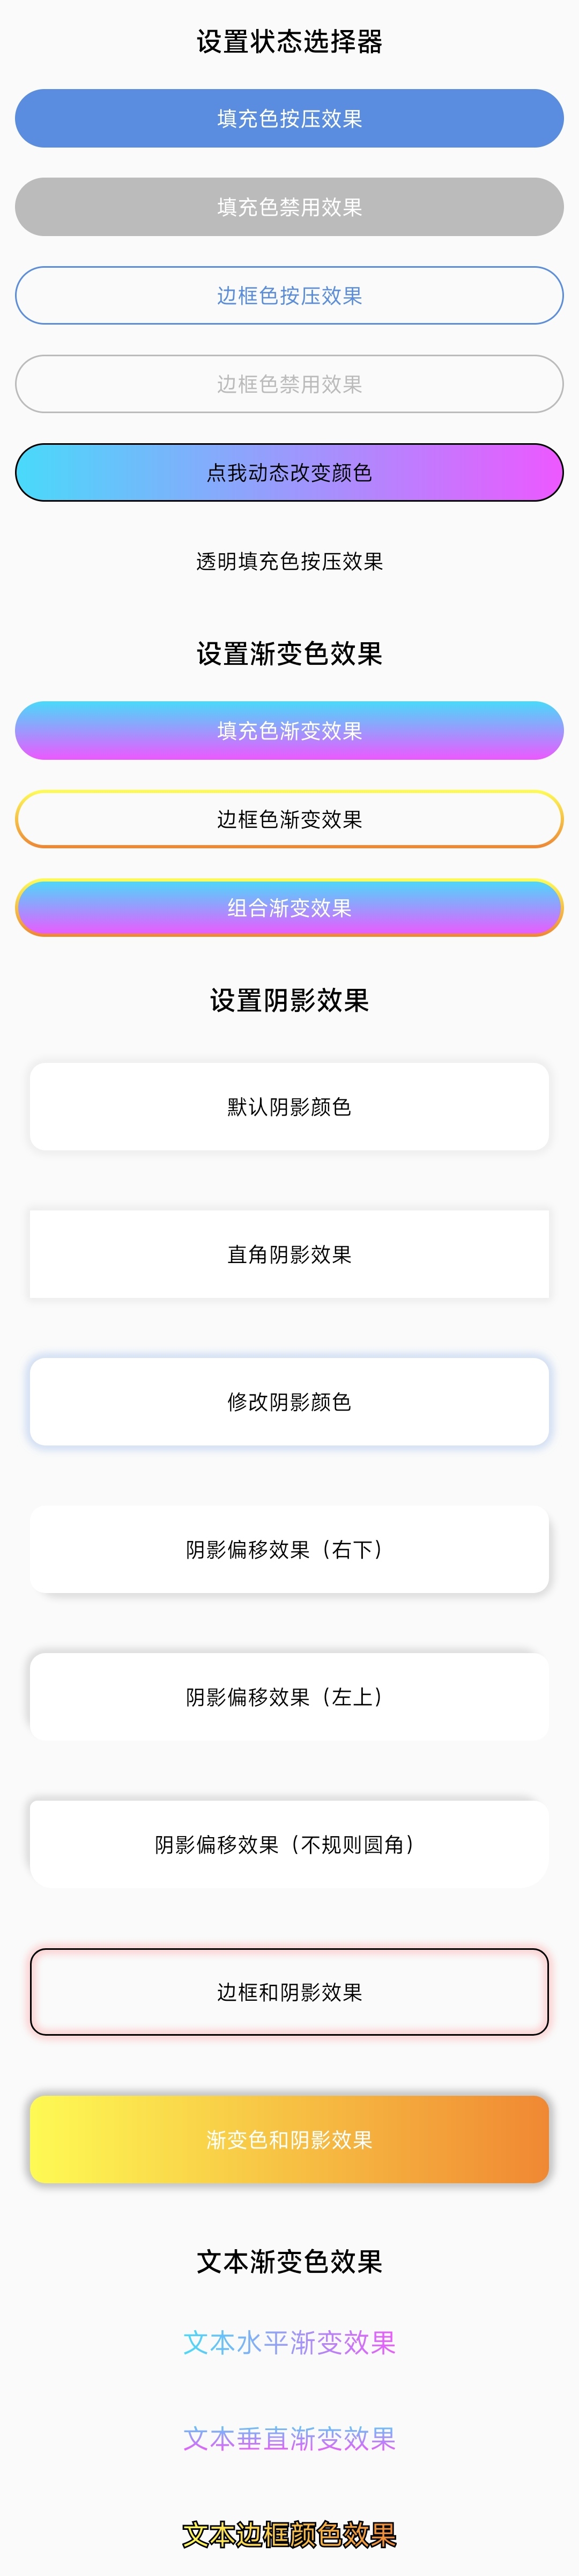 设置状态选择器
填充色按压效果
填充色禁用效果
边框色按压效果
边框色禁用效果
点我动态改变颜色
透明填充色按压效果
设置渐变色效果
填充色渐变效果
边框色渐变效果
组合渐变效果
设置阴影效果
默认阴影颜色
直角阴影效果
修改阴影颜色
阴影偏移效果（右下）
阴影偏移效果（左上）
阴影偏移效果（不规则圆角）
边框和阴影效果
渐变色和阴影效果
文本渐变色效果
文本水平渐变效果
文本垂直渐变效果
文本边框颜色效果